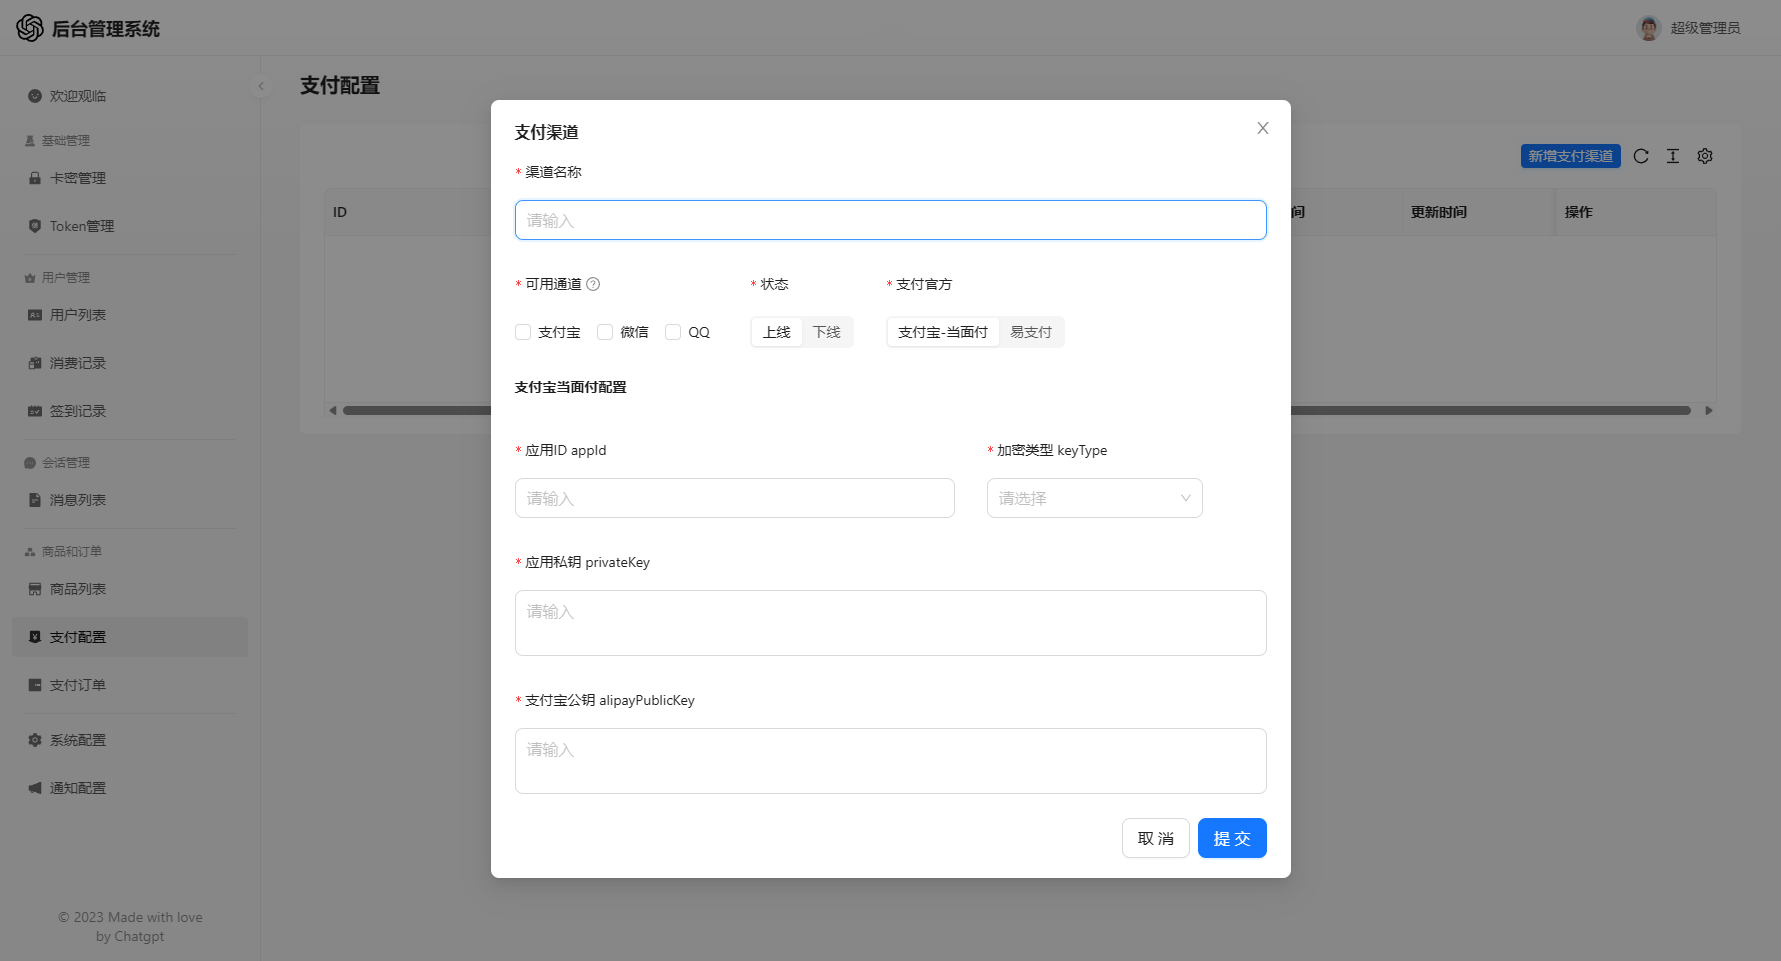 后台管理系统
超级管理员
欢迎观临
基础管理
卡密管理
Token管理
用户管理
用户列表
消费记录
签到记录
会话管理
消息列表
商品和订单
商品列表
支付配置
支付订单
系统配置
通知配置
© 2023 Made with love
by Chatgpt
支付配置
新增支付渠道
ID
间
更新时间
操作
支付渠道
* 渠道名称
请输入
* 可用通道
* 状态
* 支付官方
支付宝 微信 QQ
上线 下线
支付宝-当面付 易支付
支付宝当面付配置
* 应用ID appId
* 加密类型 keyType
请输入
请选择
* 应用私钥 privateKey
请输入
* 支付宝公钥 alipayPublicKey
请输入
取 消
提 交